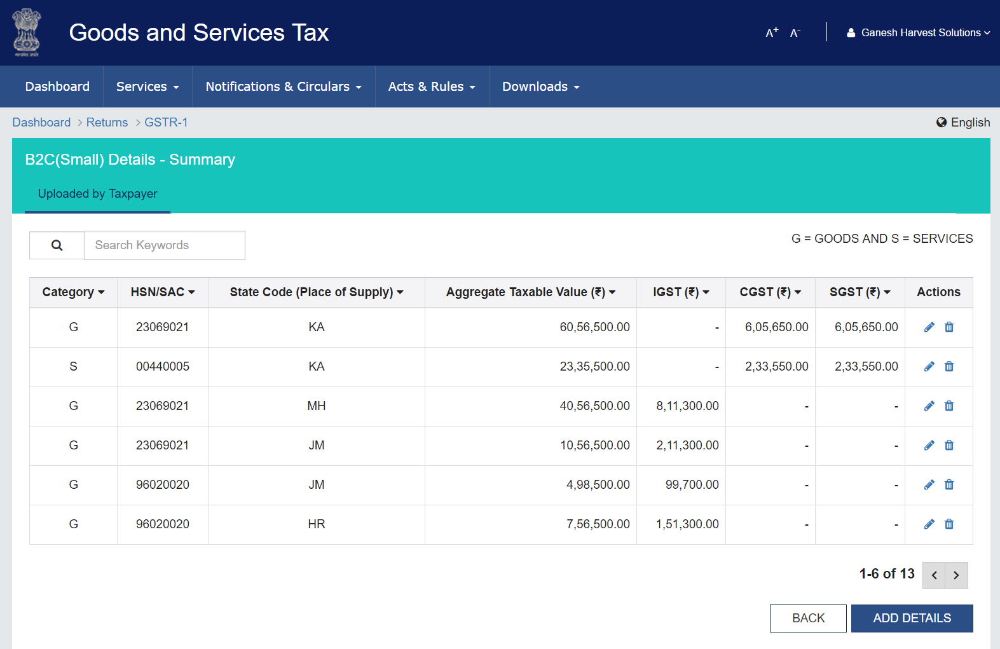 Goods and Services Tax
A+ A-
Ganesh Harvest Solutions
Dashboard Services Notifications & Circulars Acts & Rules Downloads
Dashboard > Returns > GSTR-1
English
B2C(Small) Details - Summary
Uploaded by Taxpayer
Search Keywords
G = GOODS AND S = SERVICES
Category HSN/SAC State Code (Place of Supply) Aggregate Taxable Value (₹) IGST (₹) CGST (₹) SGST (₹) Actions
G 23069021 KA 60,56,500.00 - 6,05,650.00 6,05,650.00
S 00440005 KA 23,35,500.00 - 2,33,550.00 2,33,550.00
G 23069021 MH 40,56,500.00 8,11,300.00 - -
G 23069021 JM 10,56,500.00 2,11,300.00 - -
G 96020020 JM 4,98,500.00 99,700.00 - -
G 96020020 HR 7,56,500.00 1,51,300.00 - -
1-6 of 13
BACK ADD DETAILS